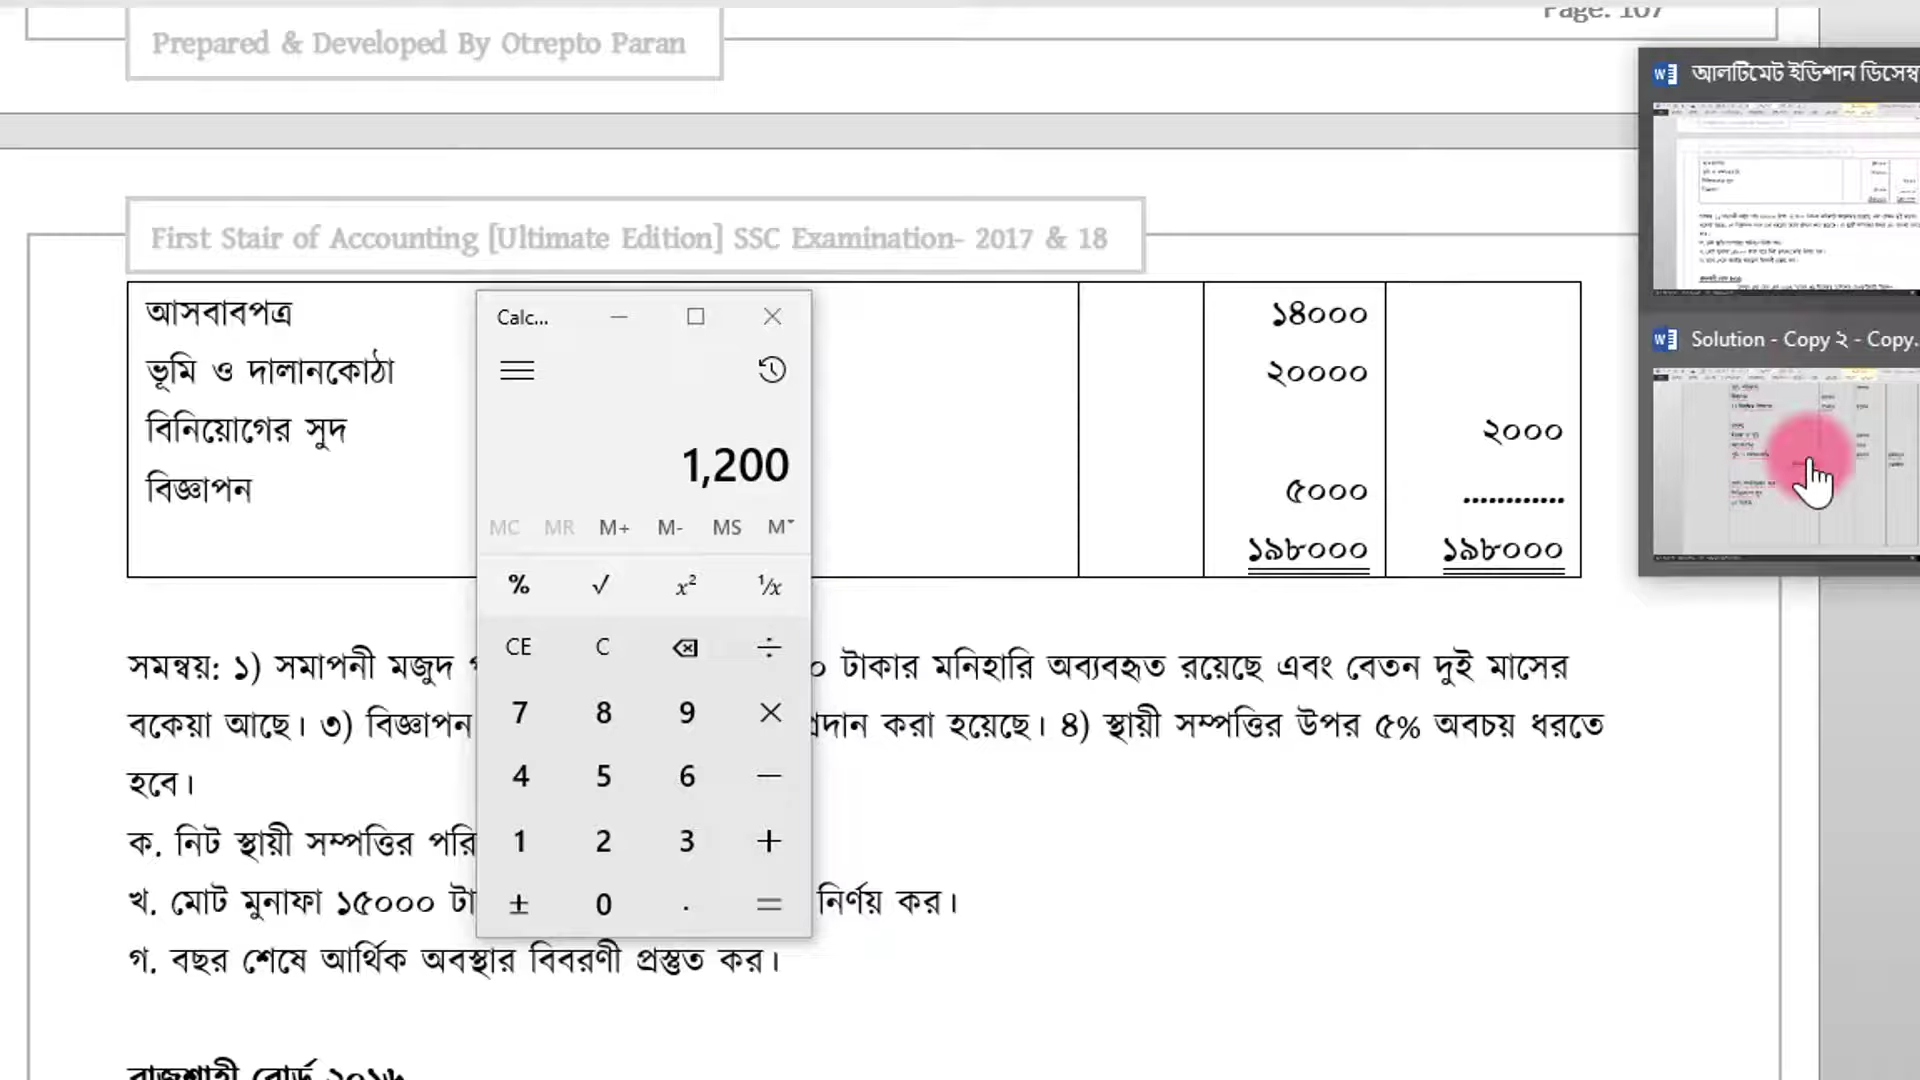 Page: 107
Prepared & Developed By Otrepto Paran
আলটিমেট ইডিশান ডিসেম্ব
First Stair of Accounting [Ultimate Edition] SSC Examination- 2017 & 18
Solution - Copy ২ - Copy...
আসবাবপত্র ১৪০০০
ভূমি ও দালানকোঠা ২০০০০
বিনিয়োগের সুদ ২০০০
বিজ্ঞাপন ৫০০০ ............
১৯৮০০০ ১৯৮০০০
Calc...
1,200
MC MR M+ M- MS M˅
% √ x² ¹/x
CE C ÷
7 8 9 ×
4 5 6 −
1 2 3 +
± 0 . =
সমন্বয়: ১) সমাপনী মজুদ ০ টাকার মনিহারি অব্যবহৃত রয়েছে এবং বেতন দুই মাসের
বকেয়া আছে। ৩) বিজ্ঞাপন প্রদান করা হয়েছে। ৪) স্থায়ী সম্পত্তির উপর ৫% অবচয় ধরতে
হবে।
ক. নিট স্থায়ী সম্পত্তির পরি
খ. মোট মুনাফা ১৫০০০ টা নির্ণয় কর।
গ. বছর শেষে আর্থিক অবস্থার বিবরণী প্রস্তুত কর।
রাজশাহী বোর্ড ২০১৬